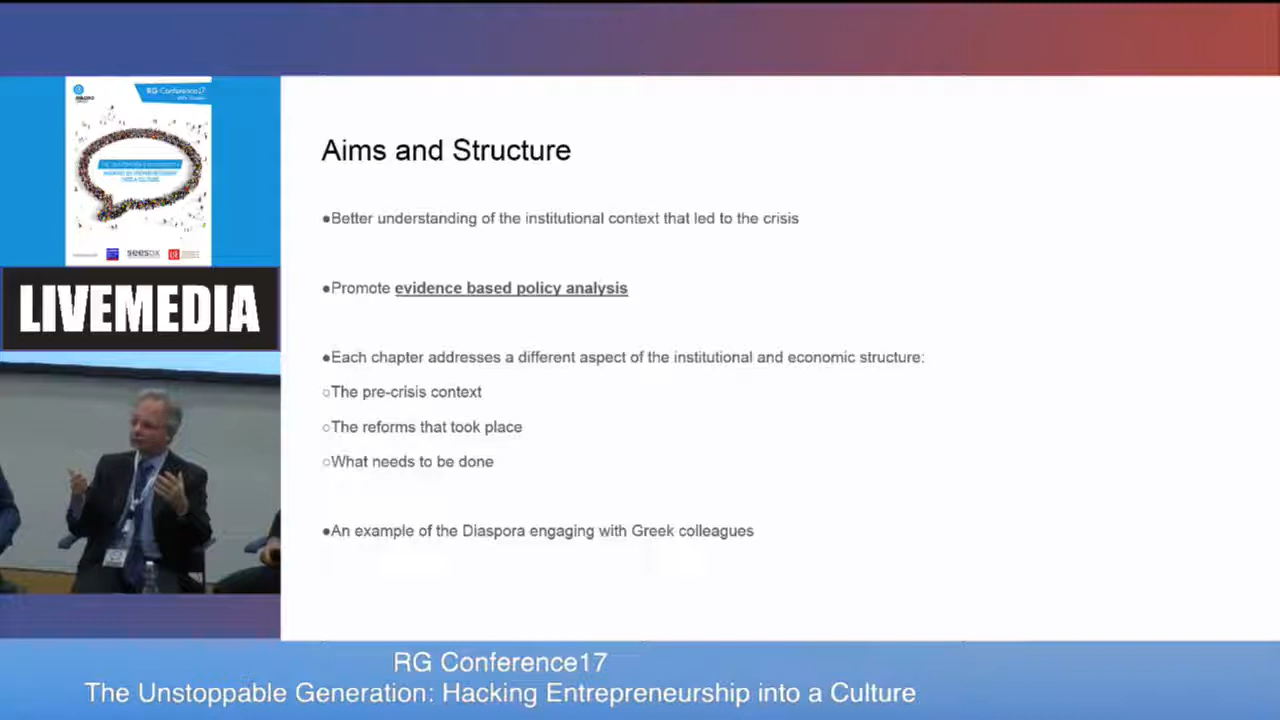 RG Conference17
seesox
LIVEMEDIA
Aims and Structure
●Better understanding of the institutional context that led to the crisis
●Promote evidence based policy analysis
●Each chapter addresses a different aspect of the institutional and economic structure:
○The pre-crisis context
○The reforms that took place
○What needs to be done
●An example of the Diaspora engaging with Greek colleagues
RG Conference17
The Unstoppable Generation: Hacking Entrepreneurship into a Culture